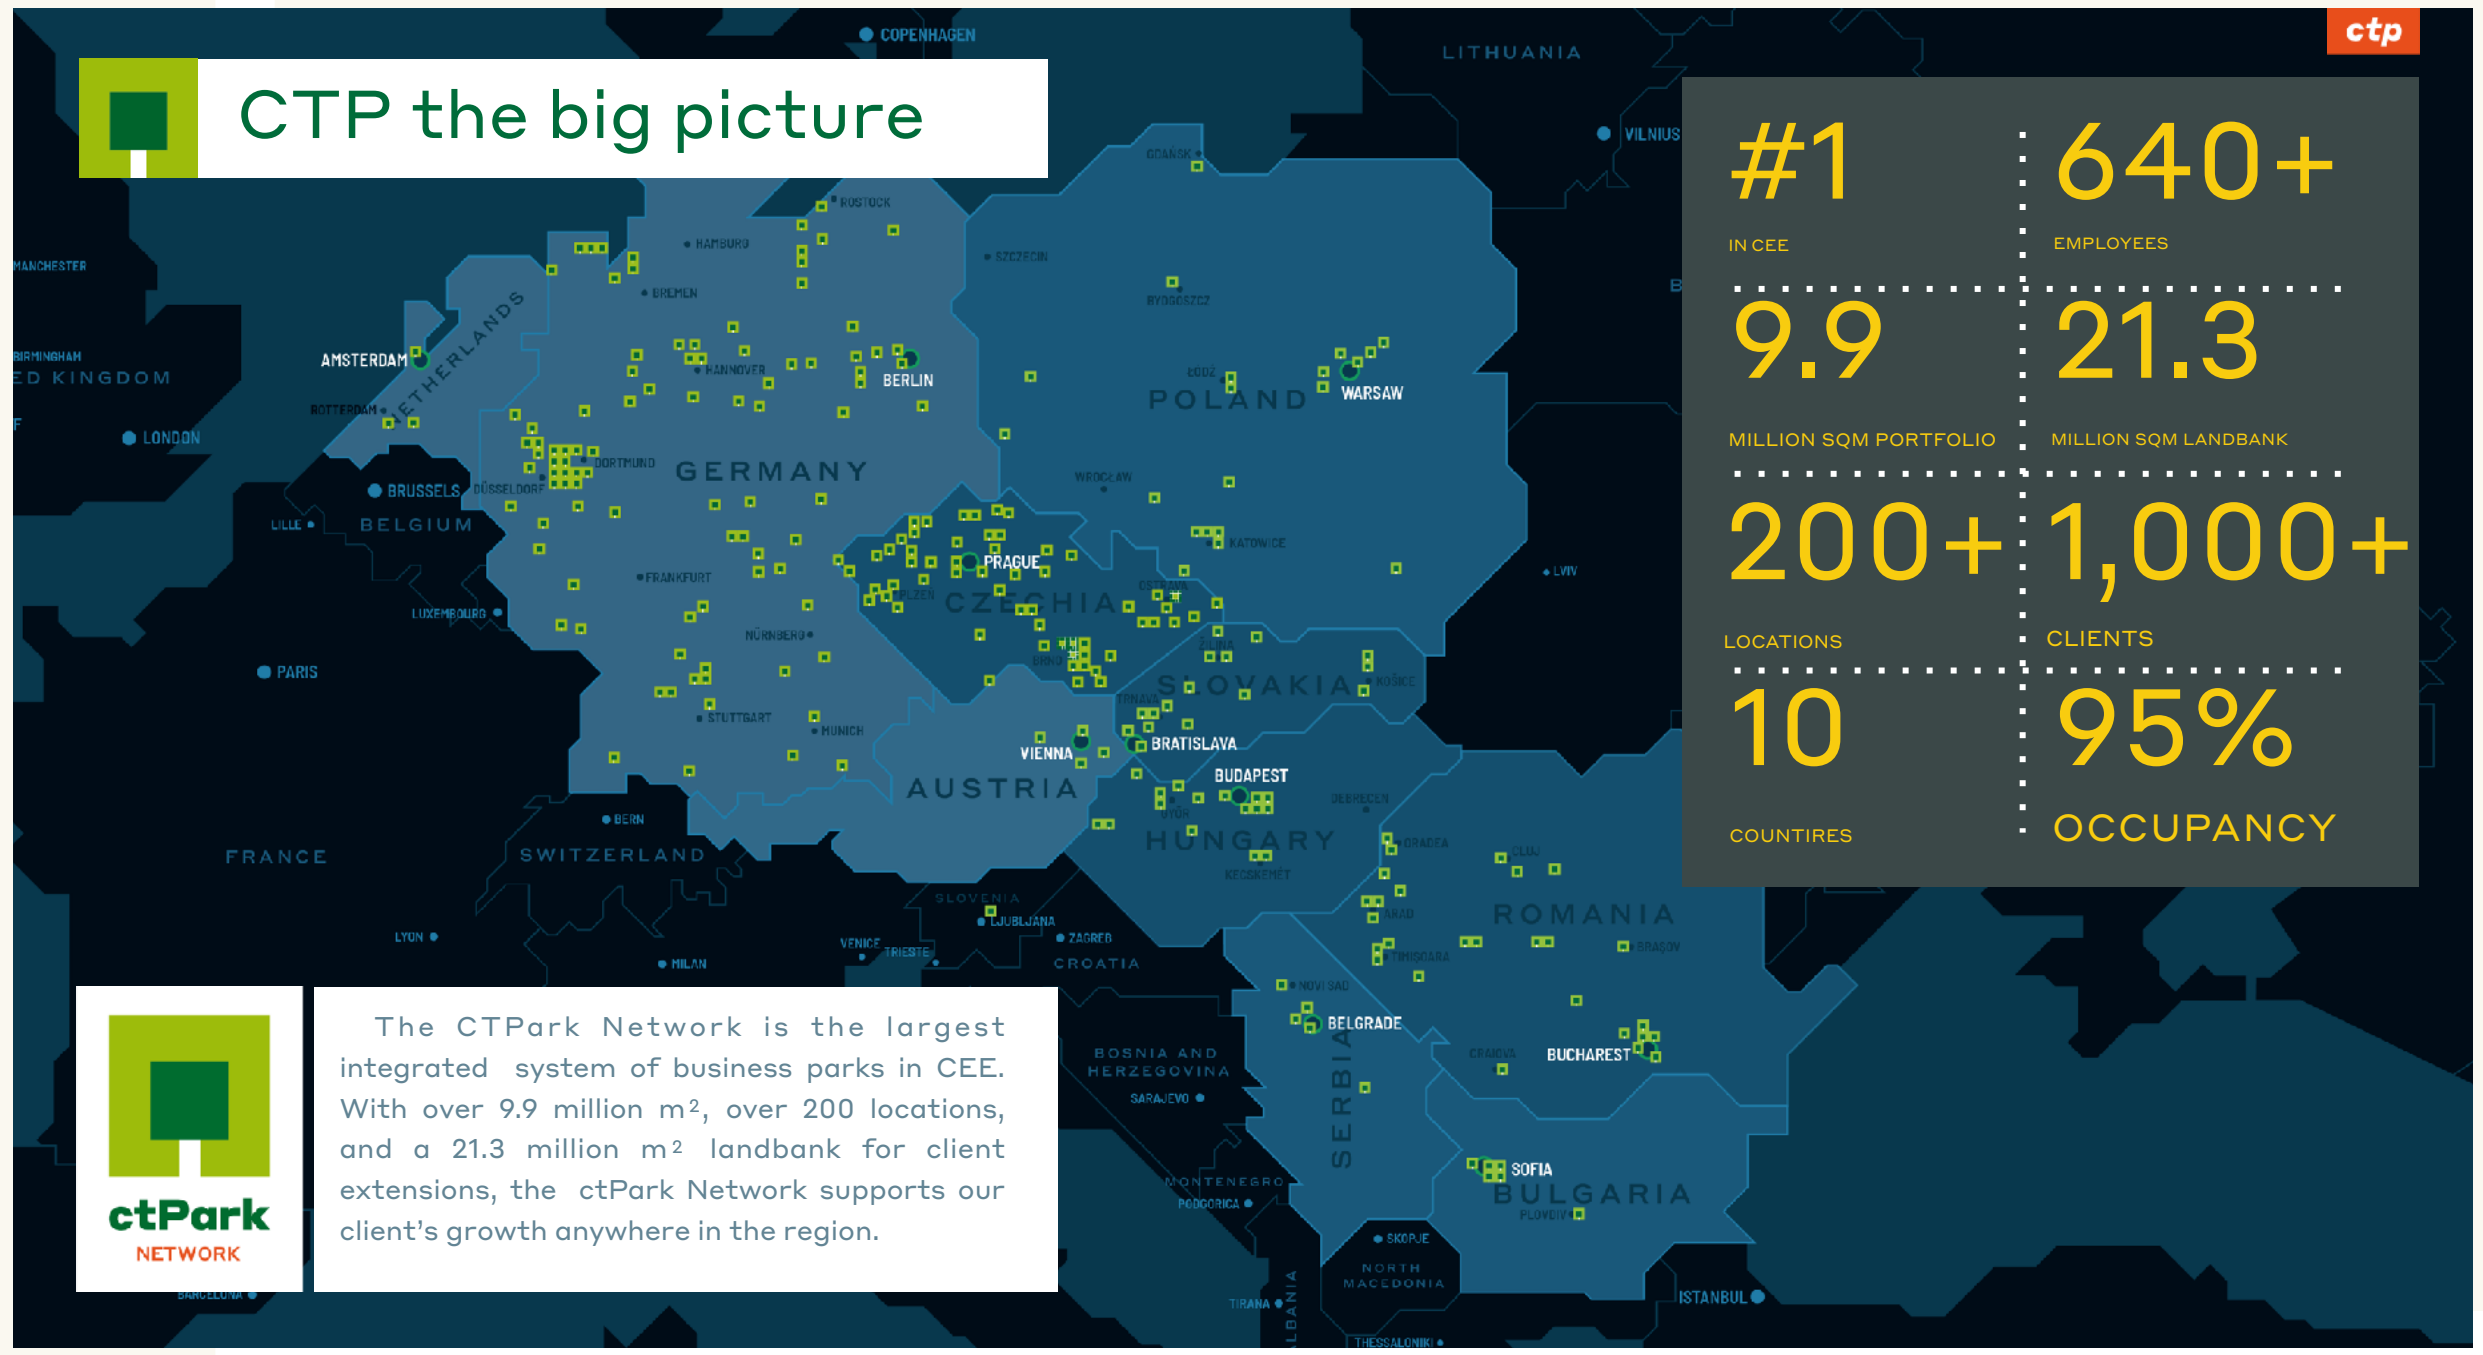 COPENHAGEN
LITHUANIA
ctp
CTP the big picture
VILNIUS
GDAŃSK
#1
IN CEE
640+
EMPLOYEES
9.9
MILLION SQM PORTFOLIO
21.3
MILLION SQM LANDBANK
200+
LOCATIONS
1,000+
CLIENTS
10
COUNTIRES
95%
OCCUPANCY
ROSTOCK
HAMBURG
SZCZECIN
MANCHESTER
BREMEN
B
BYDGOSZCZ
NETHERLANDS
AMSTERDAM
BIRMINGHAM
ED KINGDOM
HANNOVER
BERLIN
ŁÓDŹ
POLAND
WARSAW
ROTTERDAM
F
LONDON
DORTMUND
GERMANY
BRUSSELS
DÜSSELDORF
WROCŁAW
LILLE
BELGIUM
KATOWICE
PRAGUE
LVIV
FRANKFURT
OSTRAVA
PLZEŇ
CZECHIA
LUXEMBOURG
NÜRNBERG
ŽILINA
BRNO
PARIS
SLOVAKIA
KOŠICE
TRNAVA
STUTTGART
MUNICH
VIENNA
BRATISLAVA
BUDAPEST
AUSTRIA
DEBRECEN
GYŐR
BERN
HUNGARY
ORADEA
CLUJ
FRANCE
SWITZERLAND
KECSKEMÉT
SLOVENIA
LJUBLJANA
ARAD
ROMANIA
LYON
VENICE
TRIESTE
ZAGREB
CROATIA
MILAN
TIMIȘOARA
BRAȘOV
NOVI SAD
BELGRADE
BOSNIA AND
HERZEGOVINA
SARAJEVO
SERBIA
CRAIOVA
BUCHAREST
SOFIA
BULGARIA
PLOVDIV
MONTENEGRO
PODGORICA
SKOPJE
NORTH
MACEDONIA
TIRANA
ALBANIA
ISTANBUL
THESSALONIKI
ctPark
NETWORK
The CTPark Network is the largest
integrated system of business parks in CEE.
With over 9.9 million m², over 200 locations,
and a 21.3 million m² landbank for client
extensions, the ctPark Network supports our
client’s growth anywhere in the region.
BARCELONA